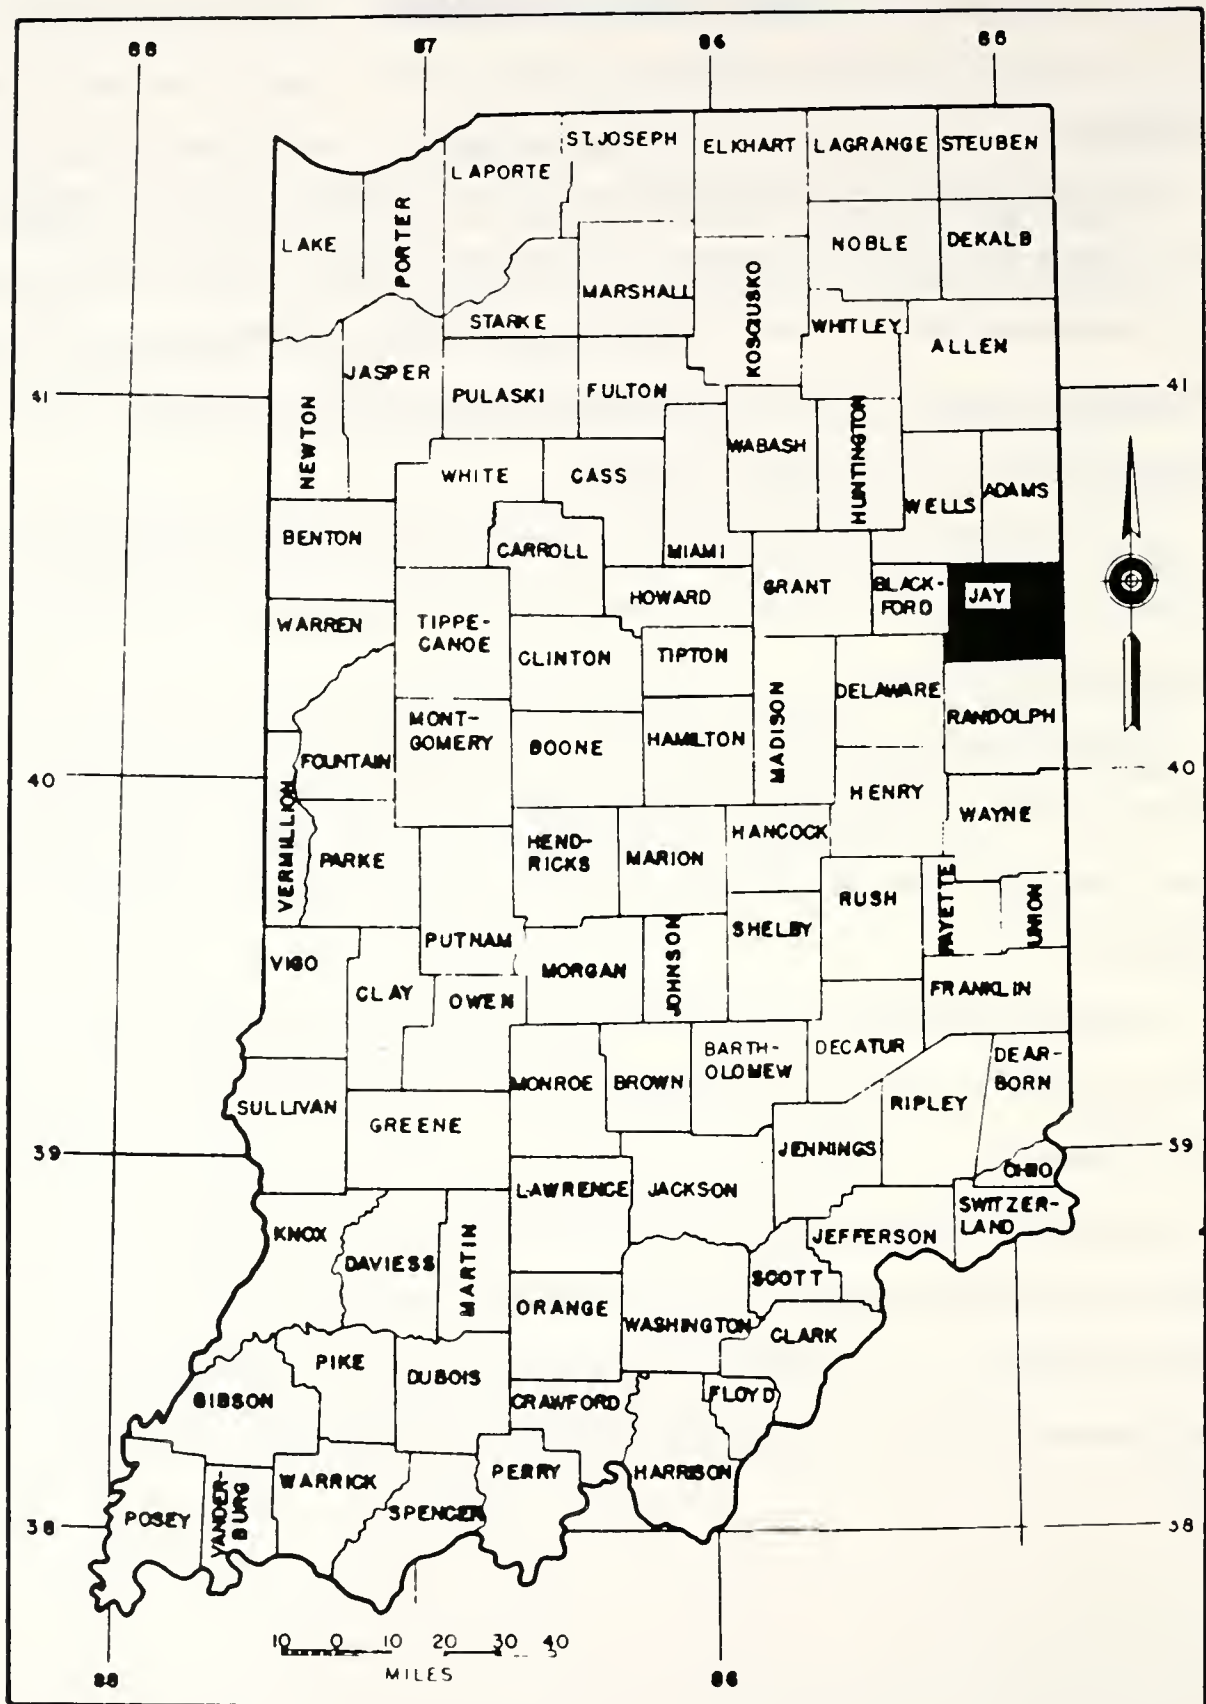 88 87 86 85
ST. JOSEPH ELKHART LAGRANGE STEUBEN
LAPORTE
LAKE PORTER NOBLE DEKALB
MARSHALL KOSCIUSKO
STARKE WHITLEY ALLEN
JASPER PULASKI FULTON
41 41
NEWTON WHITE CASS WABASH HUNTINGTON
WELLS ADAMS
BENTON CARROLL MIAMI
HOWARD GRANT BLACK-
FORD JAY
WARREN TIPPE-
CANOE CLINTON TIPTON
DELAWARE
MONT-
GOMERY BOONE HAMILTON MADISON RANDOLPH
FOUNTAIN
40 40
HENRY WAYNE
VERMILLION PARKE HEND-
RICKS MARION HANCOCK
RUSH FAYETTE UNION
PUTNAM SHELBY
VIGO MORGAN JOHNSON
CLAY OWEN FRANKLIN
BARTH-
OLOMEW DECATUR DEAR-
BORN
MONROE BROWN
SULLIVAN GREENE RIPLEY
39 39
JENNINGS OHIO
LAWRENCE JACKSON
KNOX SWITZER-
LAND
DAVIESS MARTIN JEFFERSON
SCOTT
ORANGE WASHINGTON CLARK
PIKE DUBOIS
GIBSON CRAWFORD FLOYD
WARRICK PERRY HARRISON
POSEY VANDER-
BURG SPENCER
38 38
10 0 10 20 30 40
MILES
88 86